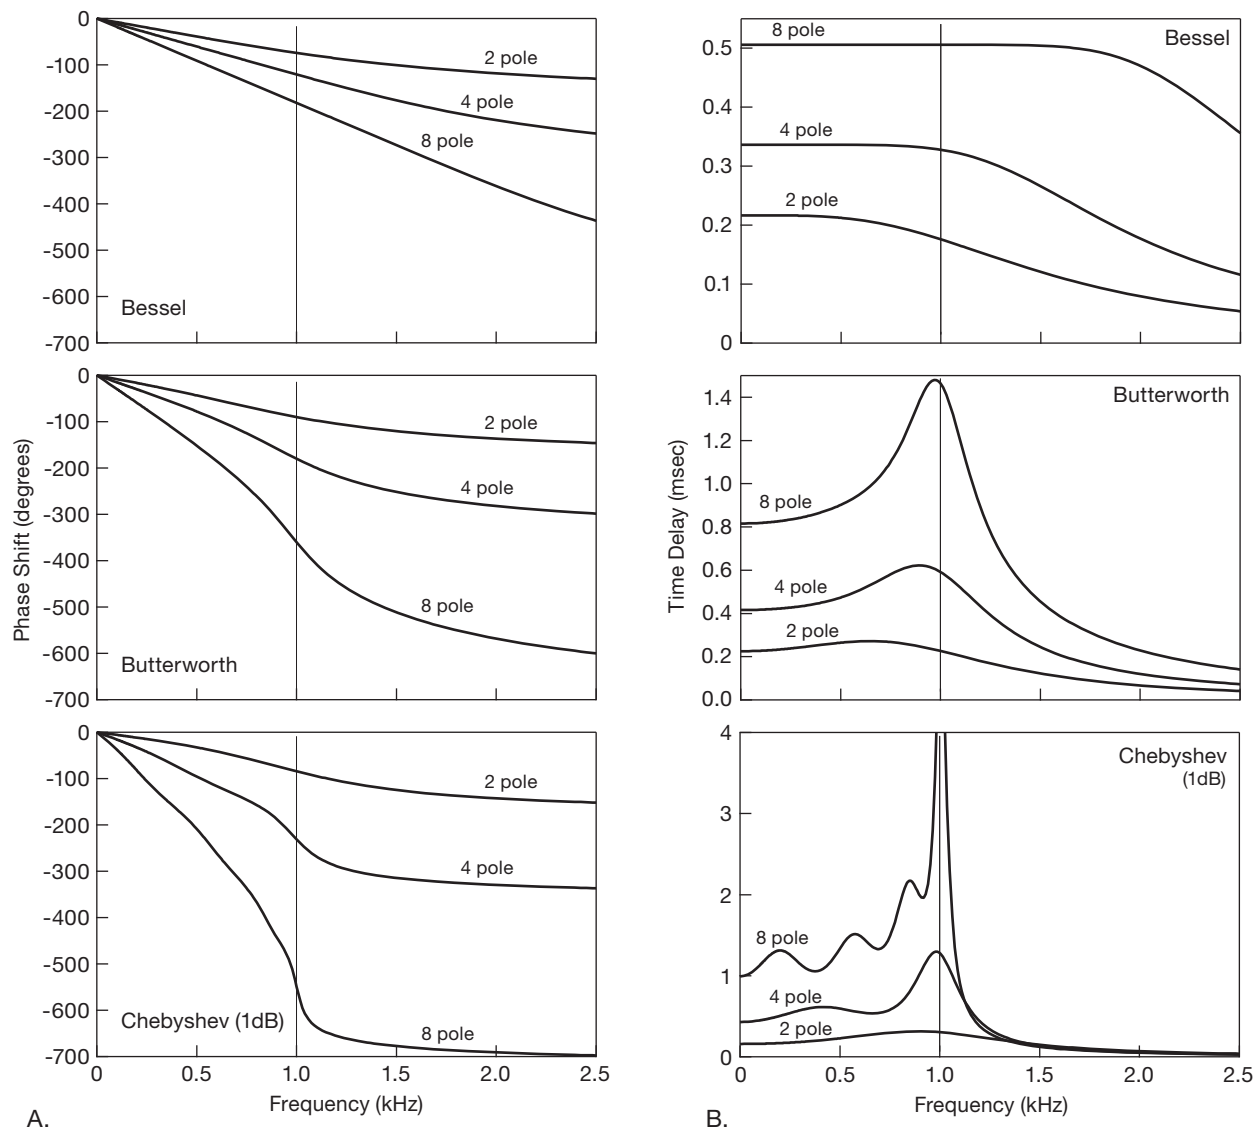 0
-100
-200
-300
-400
-500
-600
-700
2 pole
4 pole
8 pole
Bessel
0
-100
-200
-300
-400
-500
-600
-700
2 pole
4 pole
8 pole
Butterworth
Phase Shift (degrees)
0
-100
-200
-300
-400
-500
-600
-700
2 pole
4 pole
8 pole
Chebyshev (1dB)
0 0.5 1.0 1.5 2.0 2.5
Frequency (kHz)
A.
0.5
0.4
0.3
0.2
0.1
0
8 pole
4 pole
2 pole
Bessel
1.4
1.2
1.0
0.8
0.6
0.4
0.2
0.0
8 pole
4 pole
2 pole
Butterworth
Time Delay (msec)
4
3
2
1
0
8 pole
4 pole
2 pole
Chebyshev
(1dB)
0 0.5 1.0 1.5 2.0 2.5
Frequency (kHz)
B.